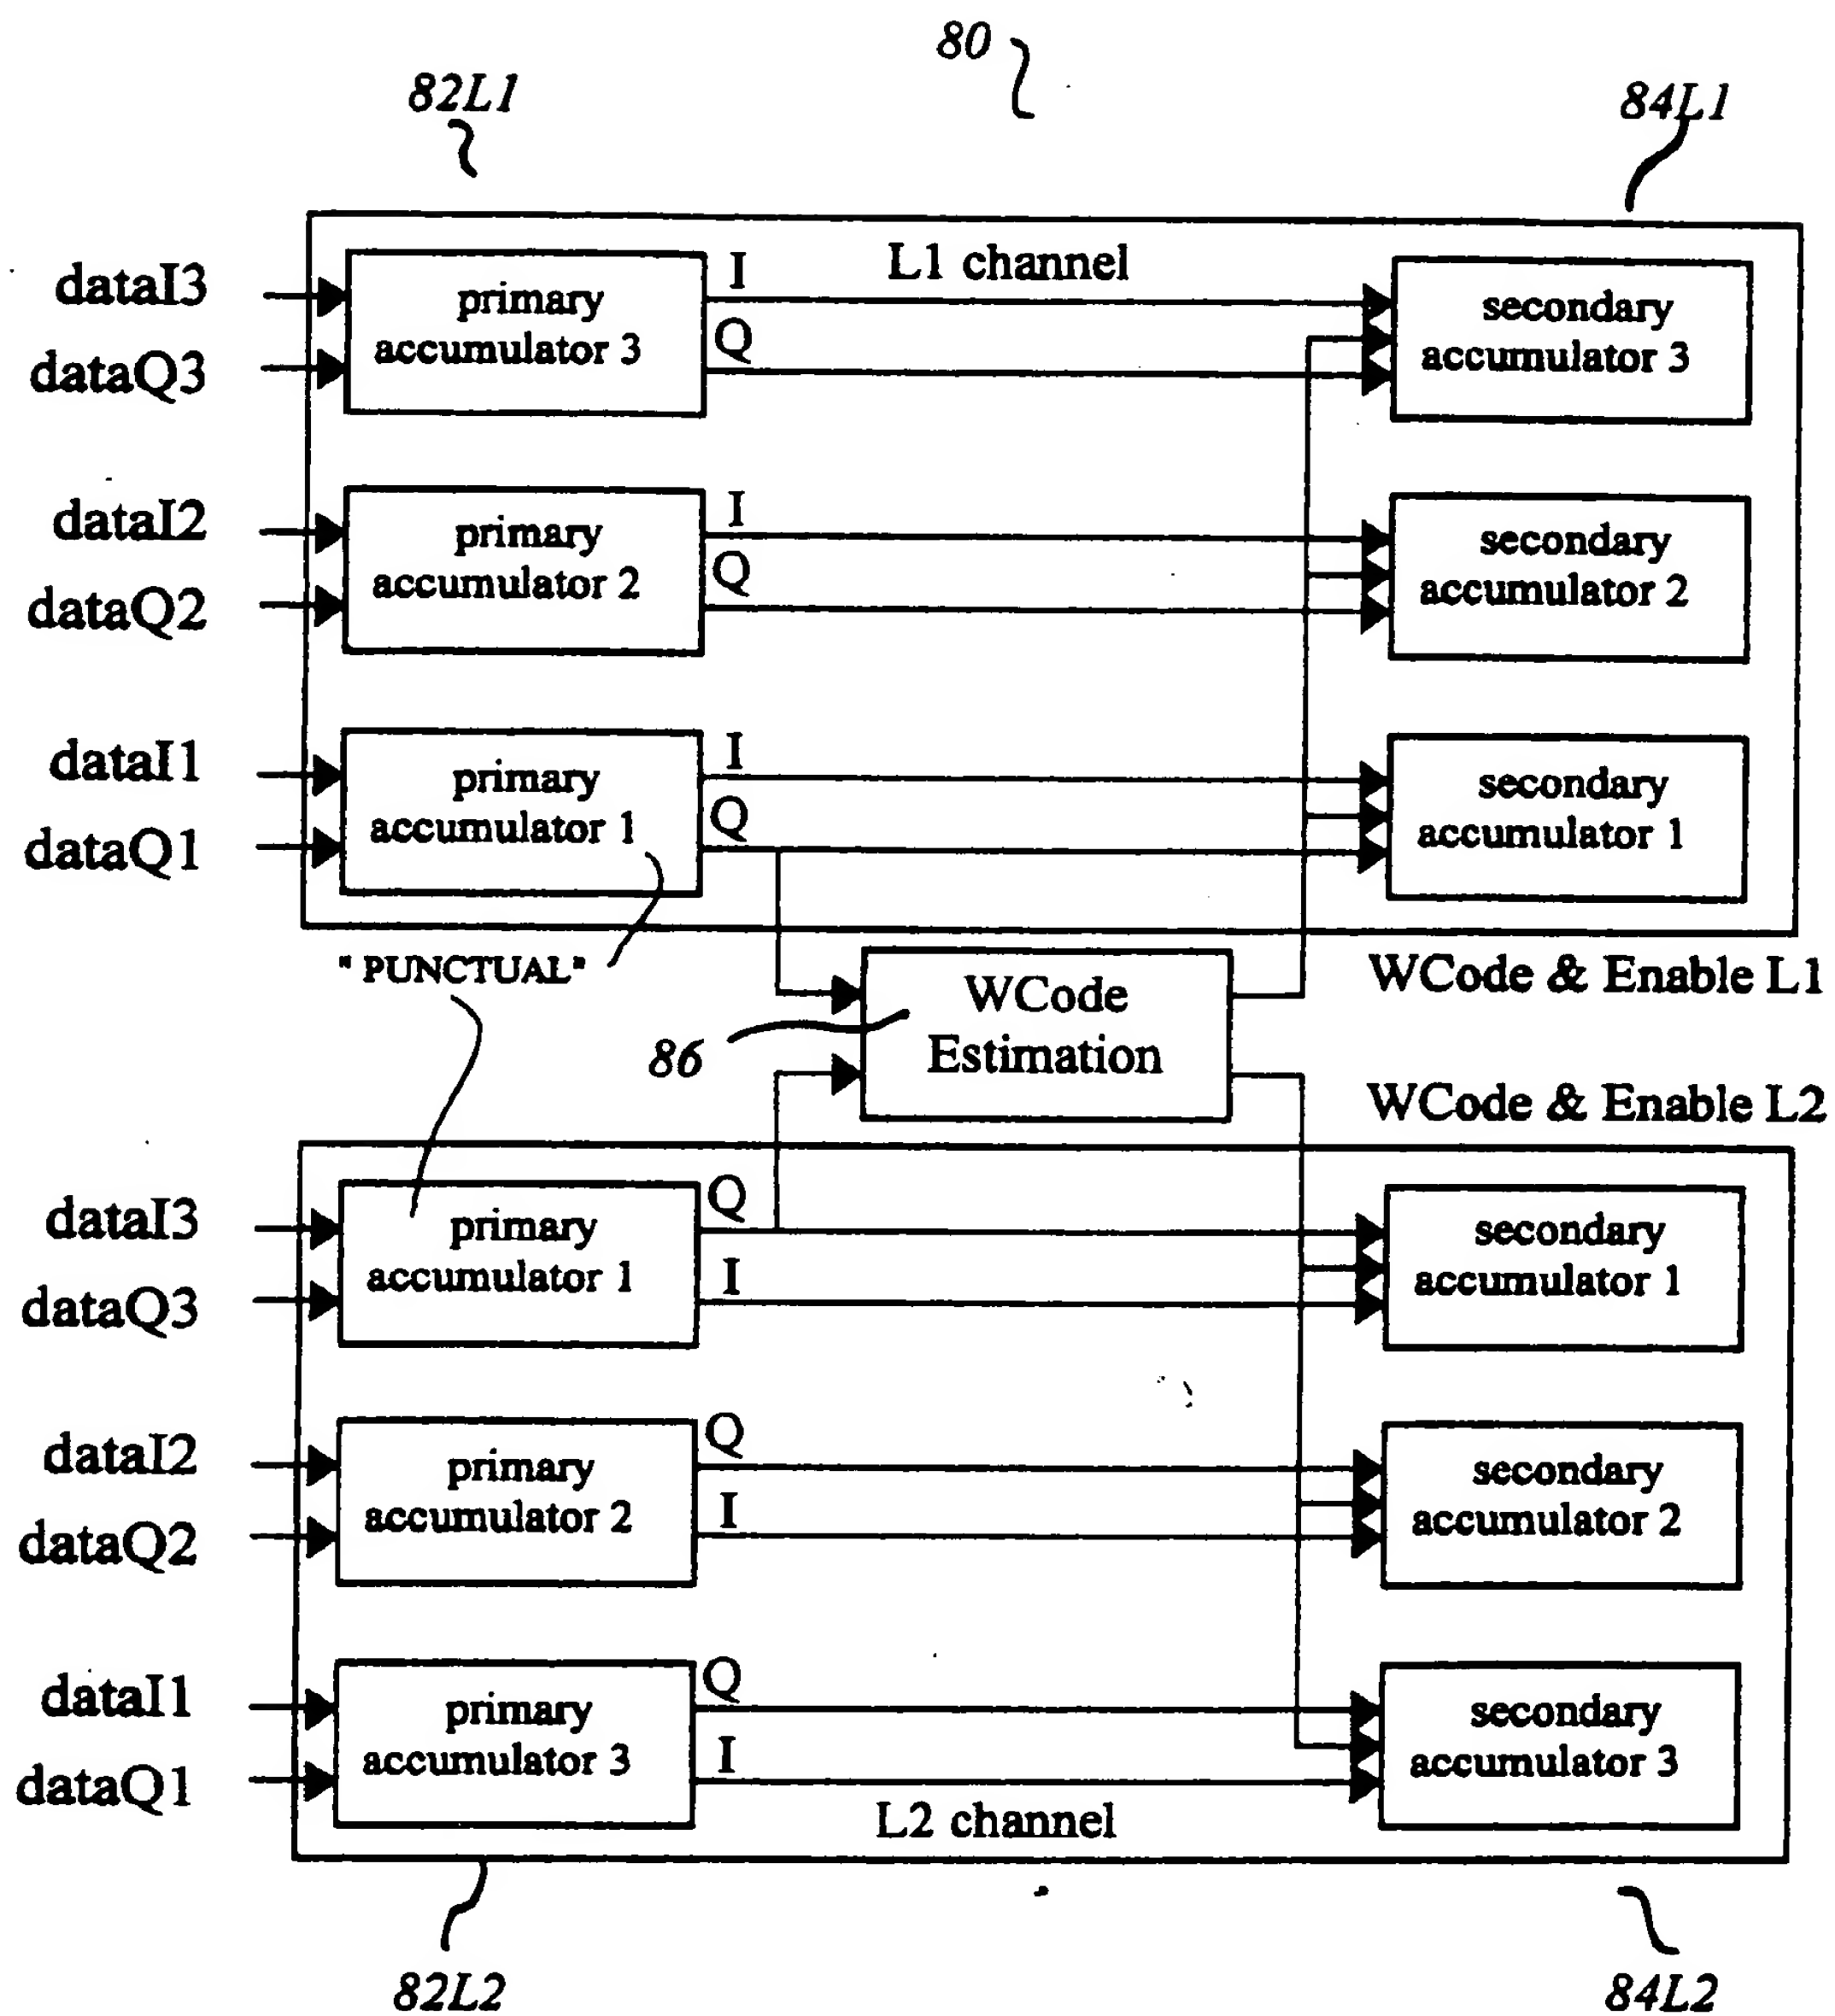 80
82L1
84L1
L1 channel
dataI3
dataQ3
primary
accumulator 3
I
Q
secondary
accumulator 3
dataI2
dataQ2
primary
accumulator 2
I
Q
secondary
accumulator 2
dataI1
dataQ1
primary
accumulator 1
I
Q
secondary
accumulator 1
" PUNCTUAL"
86
WCode
Estimation
WCode & Enable L1
WCode & Enable L2
dataI3
dataQ3
primary
accumulator 1
Q
I
secondary
accumulator 1
dataI2
dataQ2
primary
accumulator 2
Q
I
secondary
accumulator 2
dataI1
dataQ1
primary
accumulator 3
Q
I
secondary
accumulator 3
L2 channel
82L2
84L2